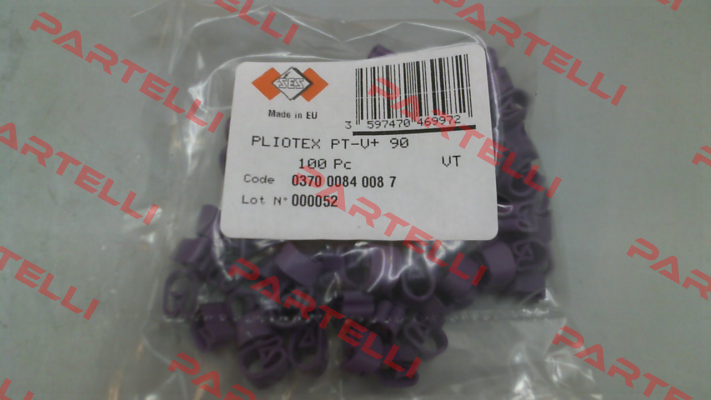 SES
Made in EU
3 597470 469972
PLIOTEX PT-V+ 90
100 Pc VT
Code 0370 0084 008 7
Lot N° 000052
PARTELLI
PARTELLI
PARTELLI
PARTELLI
PARTELLI
PARTELLI
PARTELLI